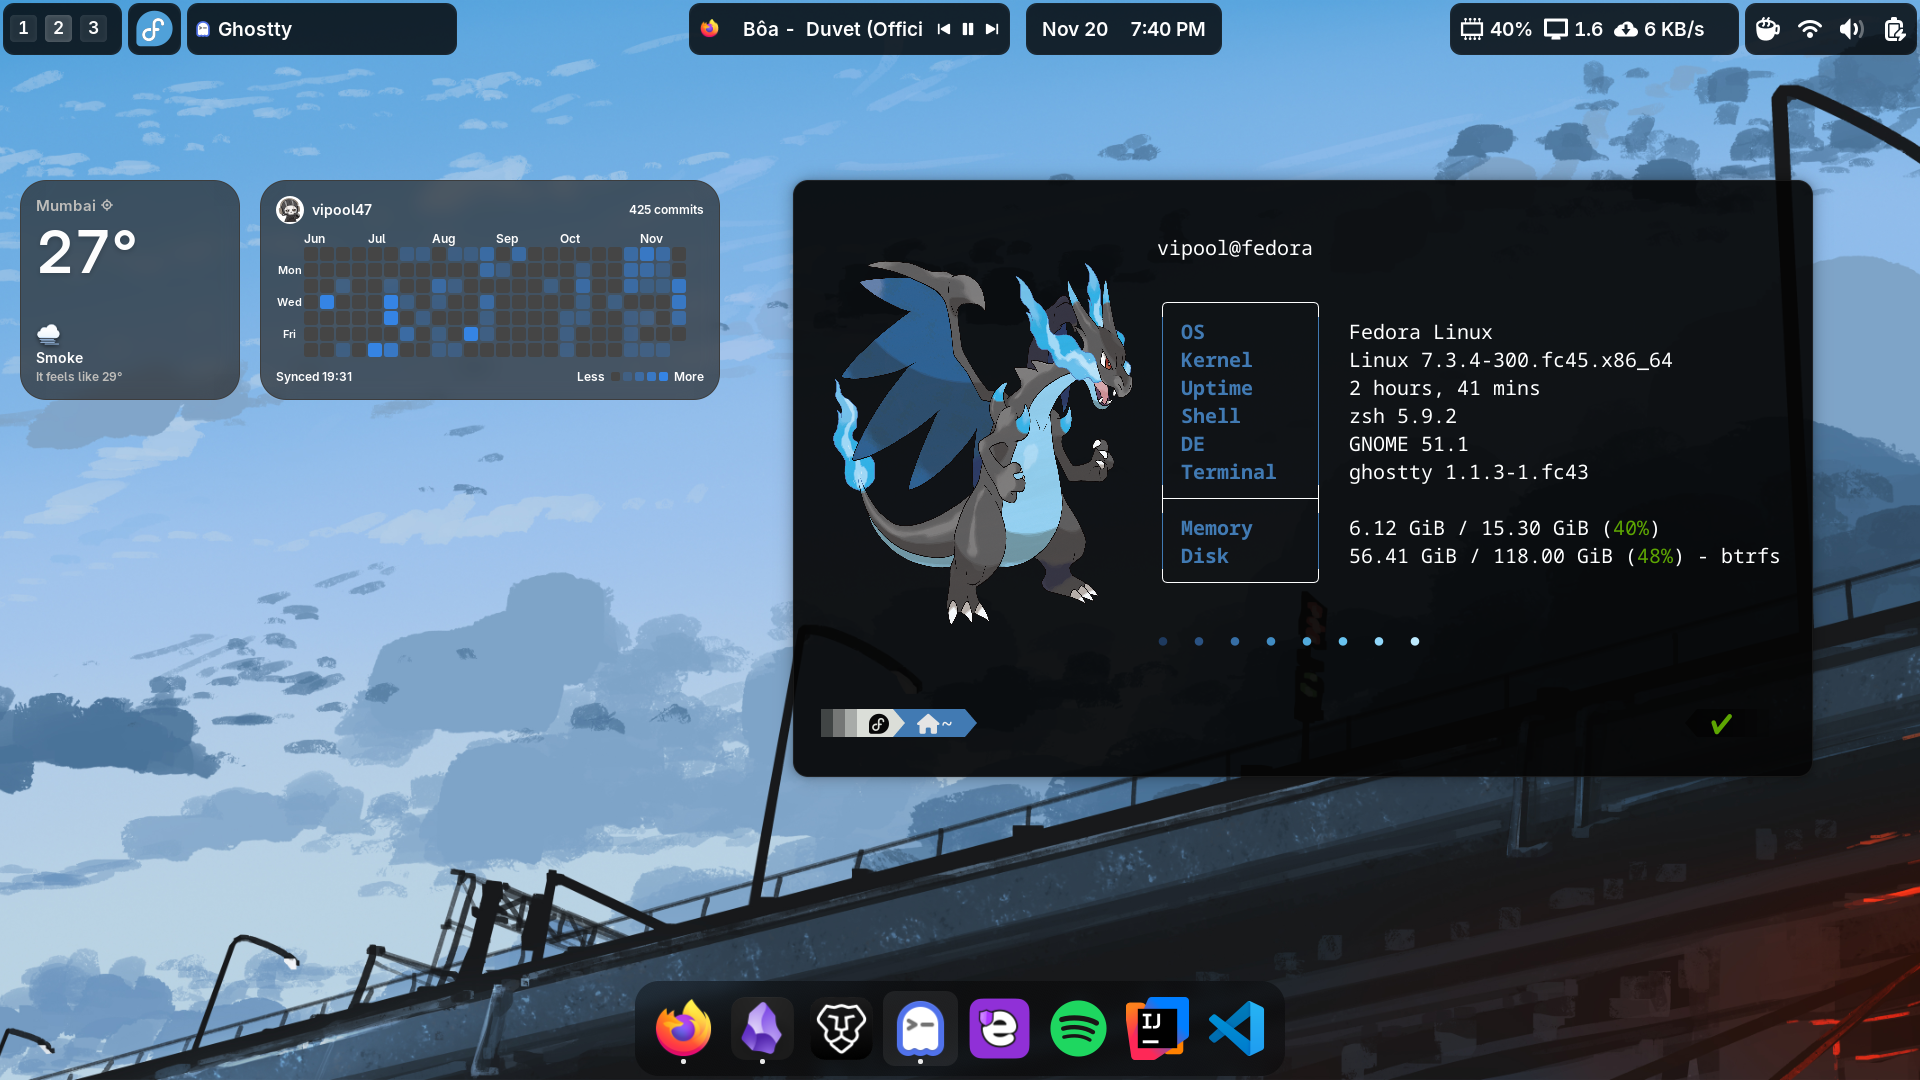 1 2 3
Ghostty
Bôa - Duvet (Offici
Nov 20 7:40 PM
40% 1.6 6 KB/s
Mumbai
27°
Smoke
It feels like 29°
vipool47
425 commits
Jun Jul Aug Sep Oct Nov
Mon
Wed
Fri
Synced 19:31
Less More
vipool@fedora
OS Fedora Linux
Kernel Linux 7.3.4-300.fc45.x86_64
Uptime 2 hours, 41 mins
Shell zsh 5.9.2
DE GNOME 51.1
Terminal ghostty 1.1.3-1.fc43
Memory 6.12 GiB / 15.30 GiB (40%)
Disk 56.41 GiB / 118.00 GiB (48%) - btrfs
~
IJ